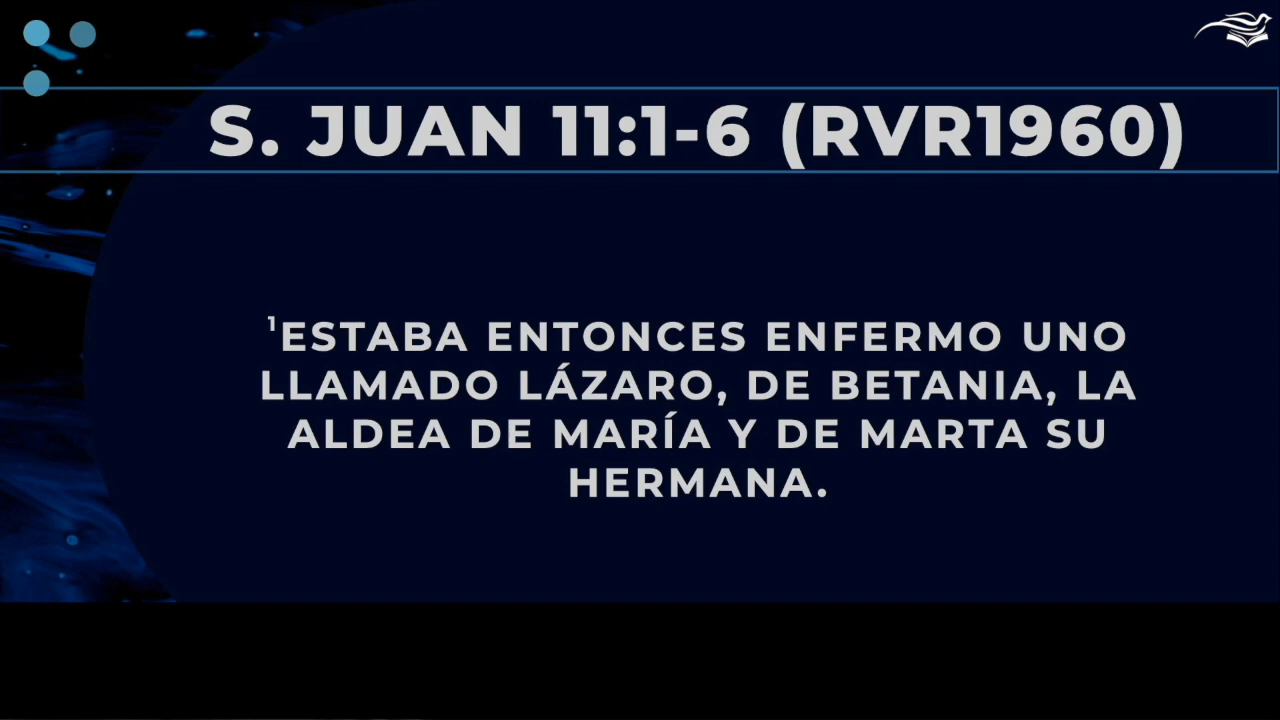 S. JUAN 11:1-6 (RVR1960)
¹ESTABA ENTONCES ENFERMO UNO
LLAMADO LÁZARO, DE BETANIA, LA
ALDEA DE MARÍA Y DE MARTA SU
HERMANA.